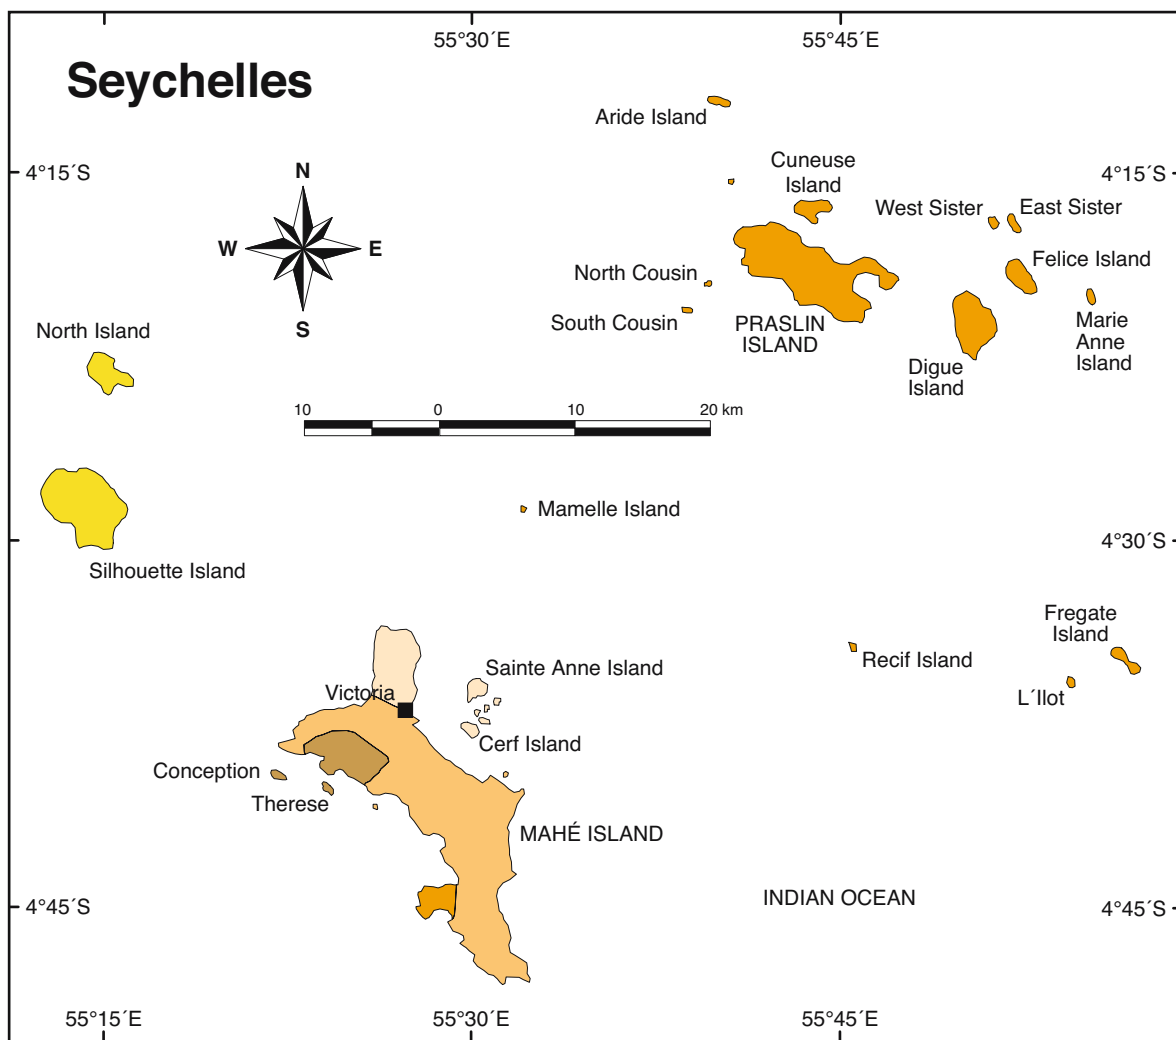 55°30´E
55°45´E
Seychelles
Aride Island
4°15´S
N
Cuneuse
Island
4°15´S
West Sister
East Sister
W
E
Felice Island
North Cousin
South Cousin
PRASLIN
ISLAND
Marie
Anne
Island
S
North Island
Digue
Island
10
0
10
20 km
Mamelle Island
4°30´S
Silhouette Island
Fregate
Island
Recif Island
Sainte Anne Island
Victoria
L´Ilot
Cerf Island
Conception
Therese
MAHÉ ISLAND
INDIAN OCEAN
4°45´S
4°45´S
55°15´E
55°30´E
55°45´E